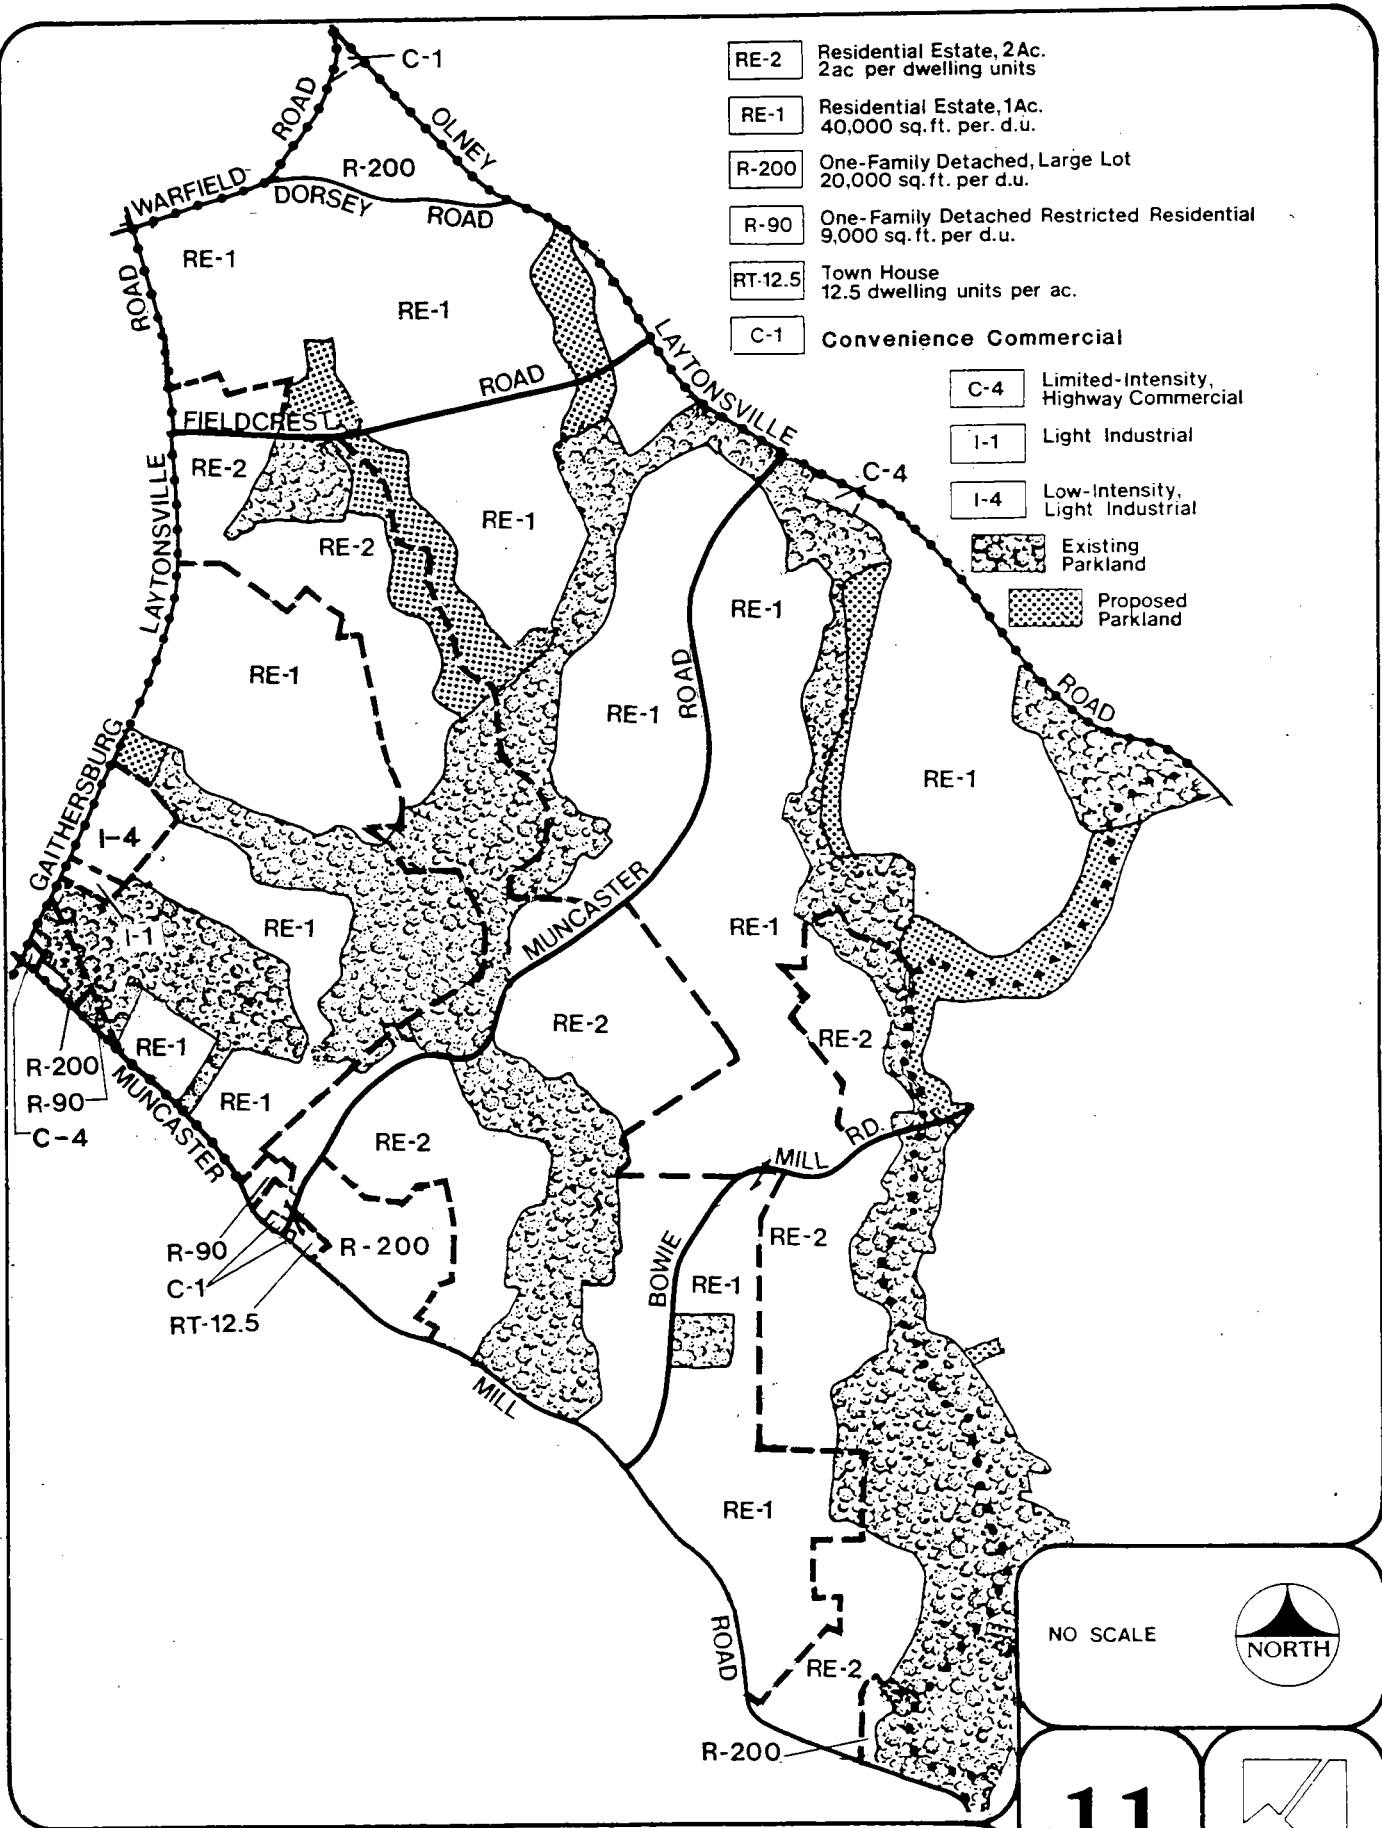 C-1
ROAD
OLNEY
R-200
WARFIELD
DORSEY
ROAD
RE-1
ROAD
RE-1
LAYTONSVILLE
ROAD
FIELDCREST
RE-2
LAYTONSVILLE
C-4
RE-1
RE-2
RE-1
RE-1
ROAD
RE-1
ROAD
GAITHERSBURG
RE-1
I-4
MUNCASTER
RE-1
RE-1
I-1
RE-2
RE-2
R-200
RE-1
R-90
RE-1
C-4
MUNCASTER
RE-2
RD.
MILL
R-90
R-200
RE-2
C-1
BOWIE
RE-1
RT-12.5
MILL
RE-1
ROAD
RE-2
R-200
RE-2 Residential Estate, 2Ac.
2ac per dwelling units
RE-1 Residential Estate, 1Ac.
40,000 sq. ft. per. d.u.
R-200 One-Family Detached, Large Lot
20,000 sq. ft. per d.u.
R-90 One-Family Detached Restricted Residential
9,000 sq. ft. per d.u.
RT-12.5 Town House
12.5 dwelling units per ac.
C-1 Convenience Commercial
C-4 Limited-Intensity,
Highway Commercial
I-1 Light Industrial
I-4 Low-Intensity,
Light Industrial
Existing
Parkland
Proposed
Parkland
NO SCALE
NORTH
11